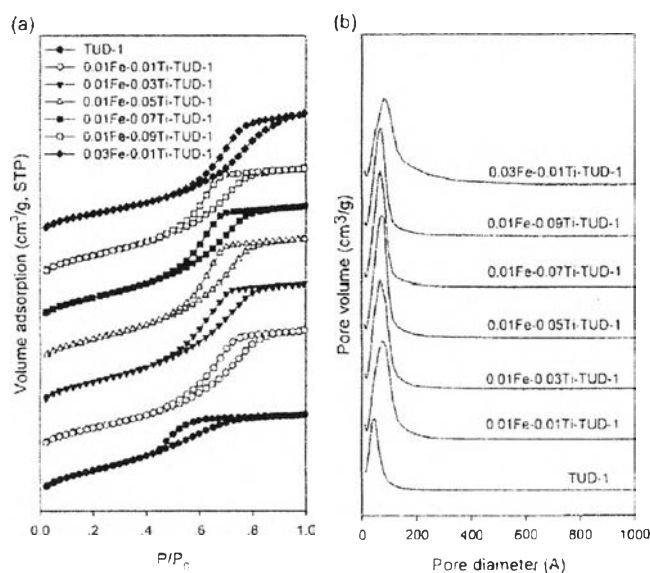 (a)
TUD-1
0.01Fe-0.01Ti-TUD-1
0.01Fe-0.03Ti-TUD-1
0.01Fe-0.05Ti-TUD-1
0.01Fe-0.07Ti-TUD-1
0.01Fe-0.09Ti-TUD-1
0.03Fe-0.01Ti-TUD-1
Volume adsorption (cm³/g, STP)
0.0 .2 .4 .6 .8 1.0
P/P₀
(b)
0.03Fe-0.01Ti-TUD-1
0.01Fe-0.09Ti-TUD-1
0.01Fe-0.07Ti-TUD-1
0.01Fe-0.05Ti-TUD-1
0.01Fe-0.03Ti-TUD-1
0.01Fe-0.01Ti-TUD-1
TUD-1
Pore volume (cm³/g)
0 200 400 600 800 1000
Pore diameter (A)